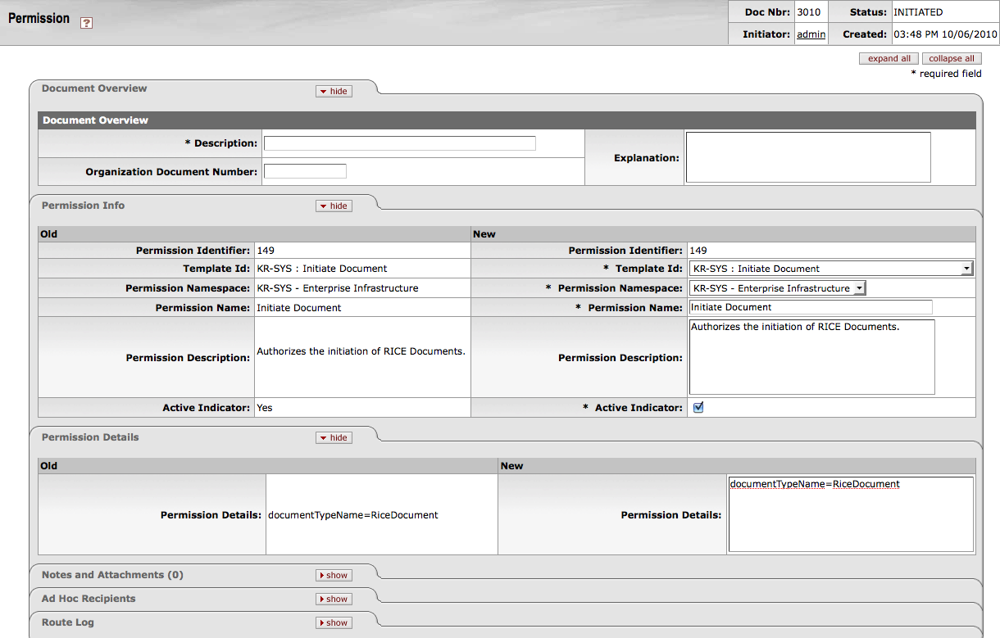 Permission ?
Doc Nbr: 3010 Status: INITIATED
Initiator: admin Created: 03:48 PM 10/06/2010
expand all collapse all
* required field
Document Overview hide
Document Overview
* Description: Explanation:
Organization Document Number:
Permission Info hide
Old New
Permission Identifier: 149 Permission Identifier: 149
Template Id: KR-SYS : Initiate Document * Template Id: KR-SYS : Initiate Document
Permission Namespace: KR-SYS - Enterprise Infrastructure * Permission Namespace: KR-SYS - Enterprise Infrastructure
Permission Name: Initiate Document * Permission Name: Initiate Document
Permission Description: Authorizes the initiation of RICE Documents. Permission Description: Authorizes the initiation of RICE Documents.
Active Indicator: Yes * Active Indicator:
Permission Details hide
Old New
Permission Details: documentTypeName=RiceDocument Permission Details: documentTypeName=RiceDocument
Notes and Attachments (0) show
Ad Hoc Recipients show
Route Log show